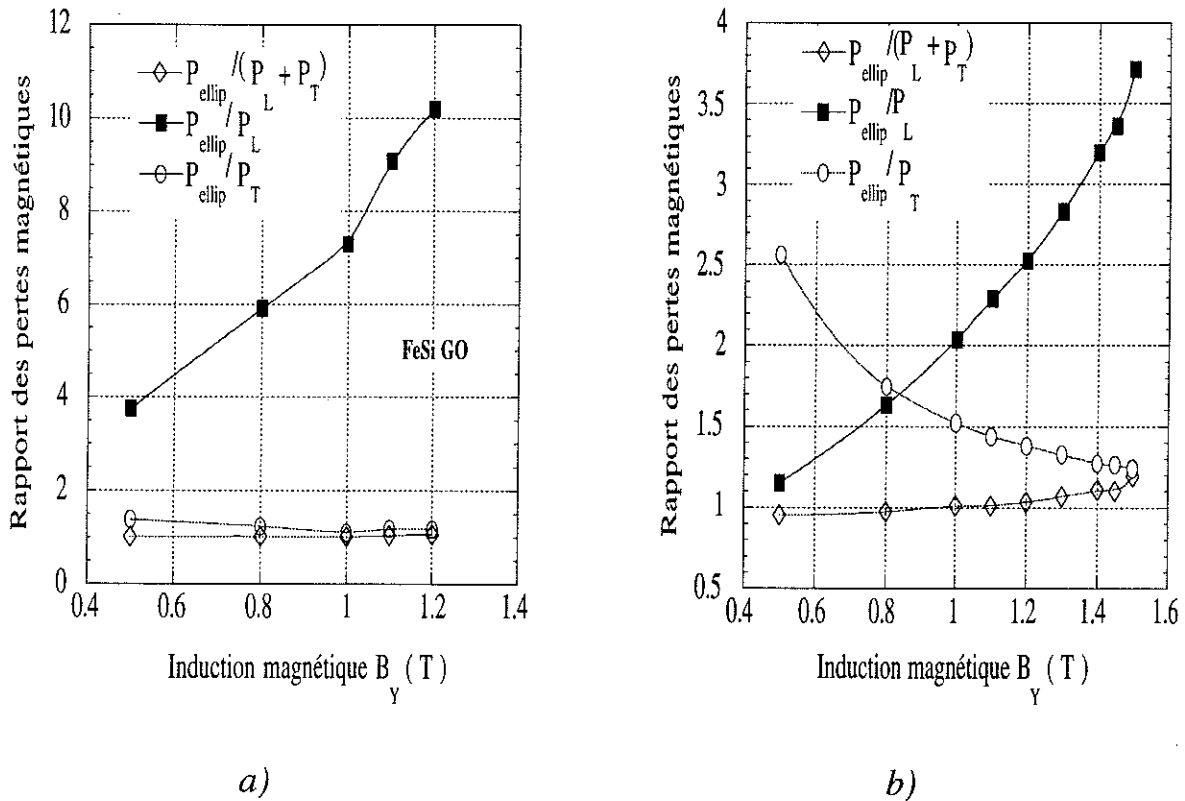 Rapport des pertes magnétiques
12
10
8
6
4
2
0
P_ellip/(P_L + P_T)
P_ellip/P_L
P_ellip/P_T
FeSi GO
0.4 0.6 0.8 1 1.2 1.4
Induction magnétique B_Y (T)
a)
Rapport des pertes magnétiques
4
3.5
3
2.5
2
1.5
1
0.5
P_ellip/(P_L + P_T)
P_ellip/P_L
P_ellip/P_T
0.4 0.6 0.8 1 1.2 1.4 1.6
Induction magnétique B_Y (T)
b)